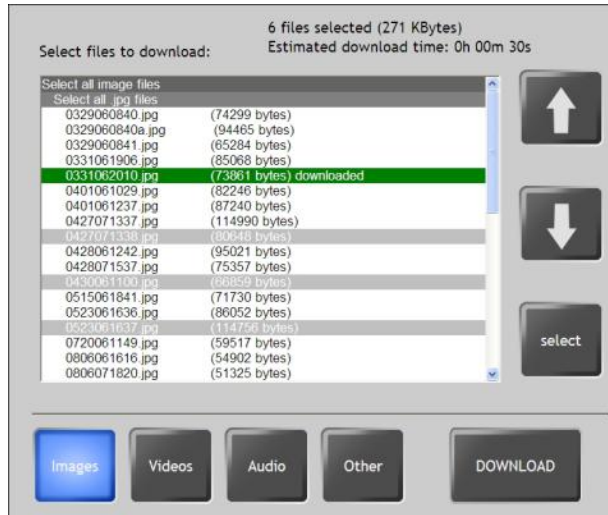 6 files selected (271 KBytes)
Select files to download:
Estimated download time: 0h 00m 30s
Select all image files
Select all .jpg files
0329060840.jpg (74299 bytes)
0329060840a.jpg (94465 bytes)
0329060841.jpg (65284 bytes)
0331061906.jpg (85068 bytes)
0331062010.jpg (73861 bytes) downloaded
0401061029.jpg (82246 bytes)
0401061237.jpg (87240 bytes)
0427071337.jpg (114990 bytes)
0427071338.jpg (80648 bytes)
0428061242.jpg (95021 bytes)
0428071537.jpg (75357 bytes)
0430061100.jpg (66859 bytes)
0515061841.jpg (71730 bytes)
0523061636.jpg (86052 bytes)
0523061637.jpg (114756 bytes)
0720061149.jpg (59517 bytes)
0806061616.jpg (54902 bytes)
0806071820.jpg (51325 bytes)
select
Images Videos Audio Other DOWNLOAD